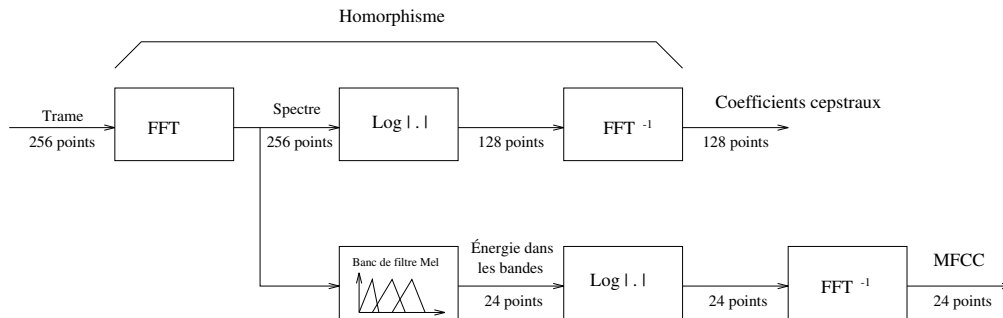 Homorphisme
Trame
256 points
FFT
Spectre
256 points
Log | . |
128 points
FFT -1
Coefficients cepstraux
128 points
Banc de filtre Mel
Énergie dans
les bandes
24 points
Log | . |
24 points
FFT -1
MFCC
24 points